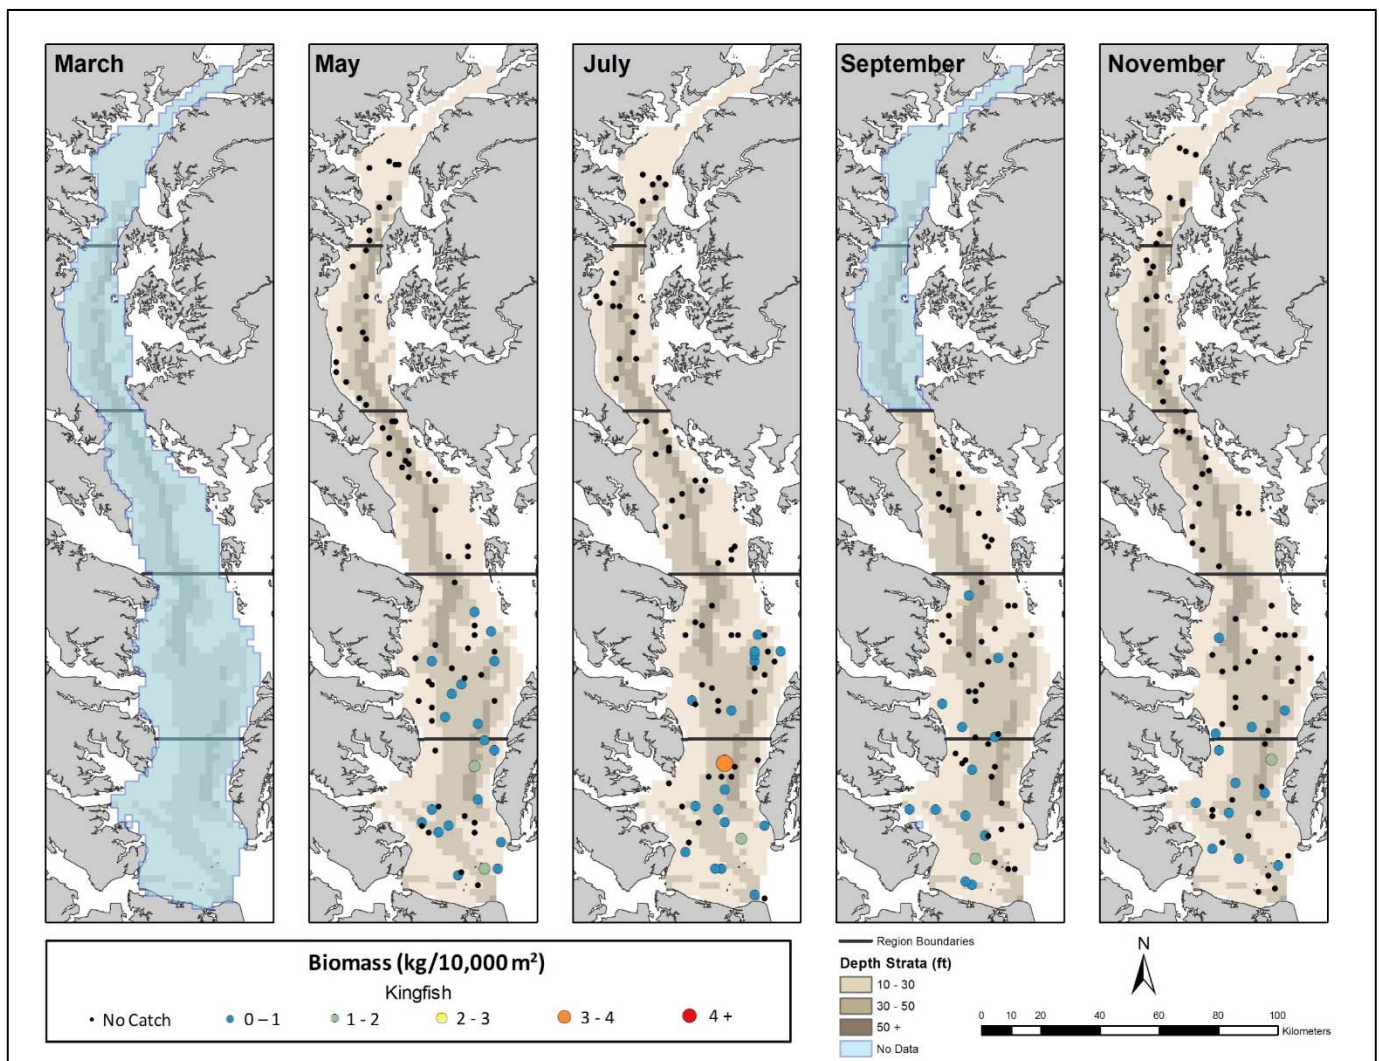 March
May
July
September
November
Biomass (kg/10,000 m²)
Kingfish
No Catch
0 – 1
1 - 2
2 - 3
3 - 4
4 +
Region Boundaries
Depth Strata (ft)
10 - 30
30 - 50
50 +
No Data
N
0 10 20 40 60 80 100
Kilometers